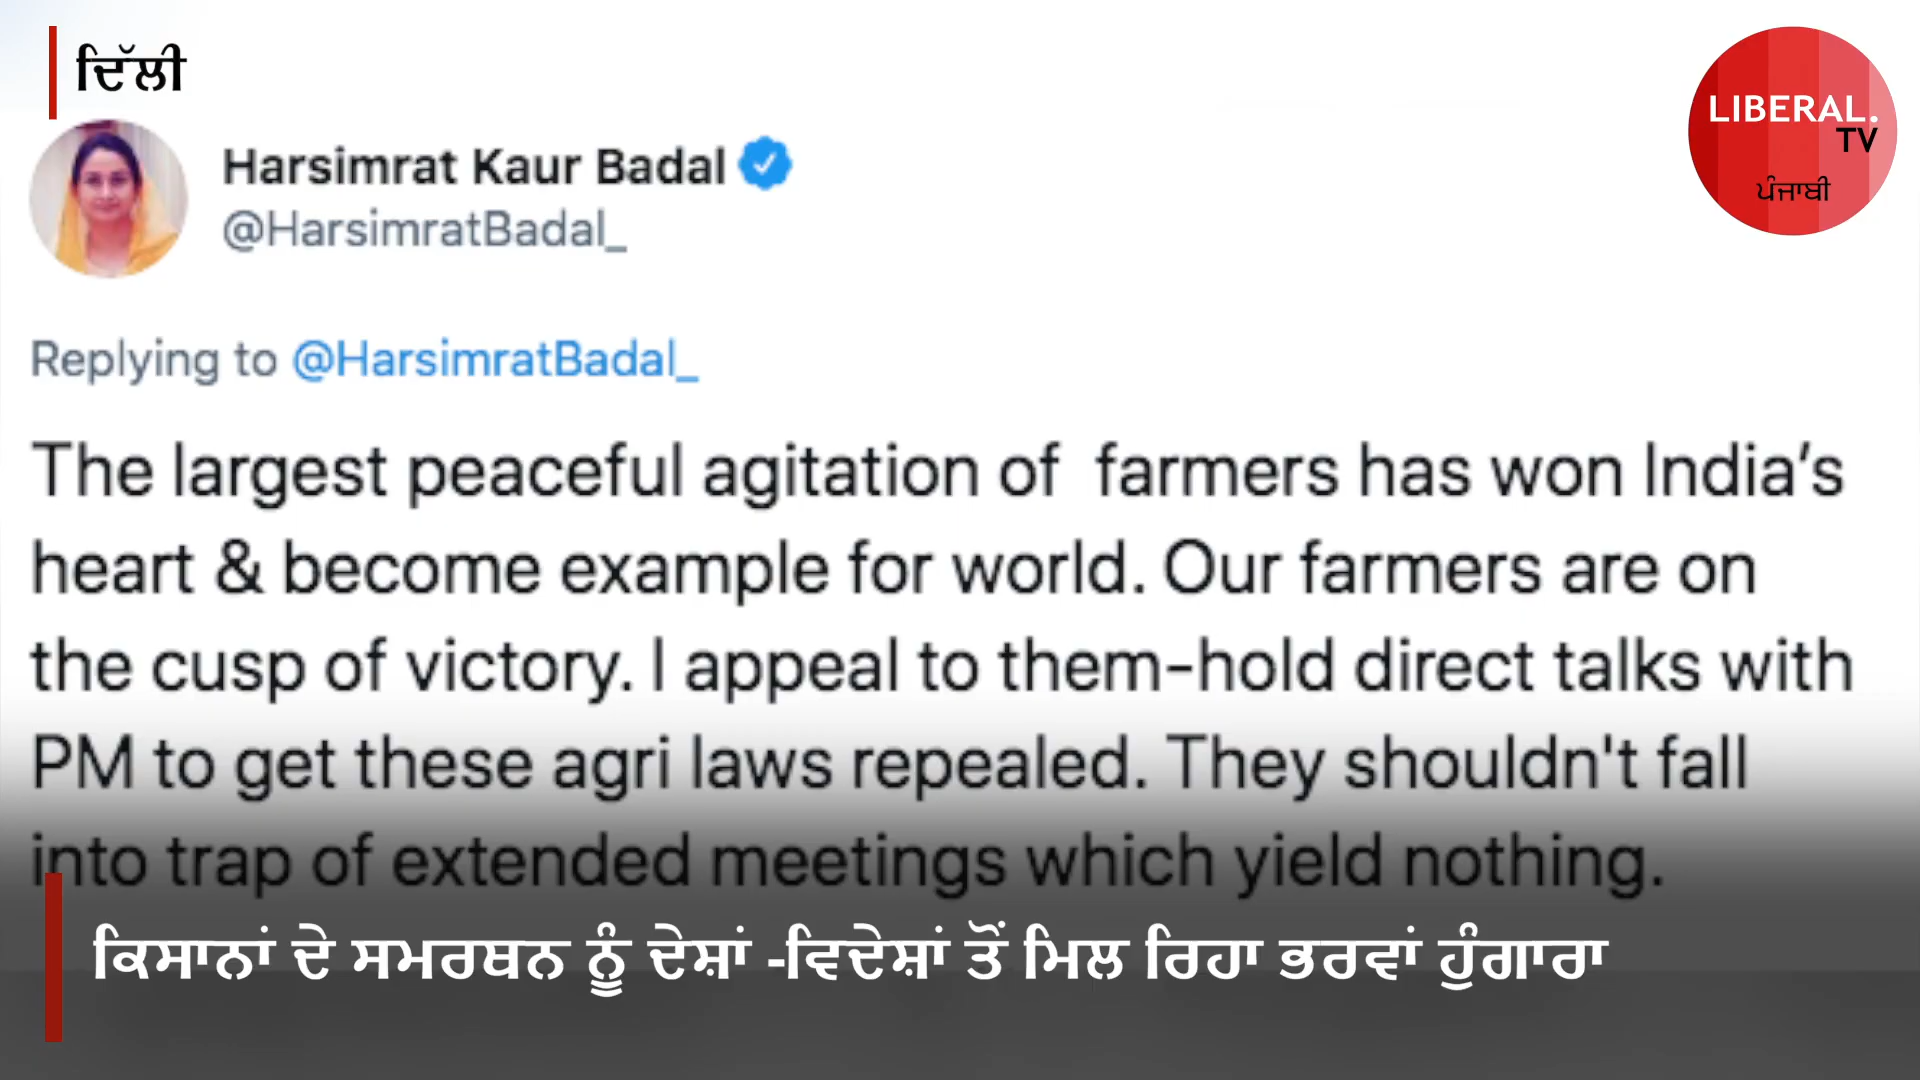 ਦਿੱਲੀ
LIBERAL.
TV
ਪੰਜਾਬੀ
Harsimrat Kaur Badal
@HarsimratBadal_
Replying to @HarsimratBadal_
The largest peaceful agitation of farmers has won India’s
heart & become example for world. Our farmers are on
the cusp of victory. I appeal to them-hold direct talks with
PM to get these agri laws repealed. They shouldn't fall
into trap of extended meetings which yield nothing.
ਕਿਸਾਨਾਂ ਦੇ ਸਮਰਥਨ ਨੂੰ ਦੇਸ਼ਾਂ -ਵਿਦੇਸ਼ਾਂ ਤੋਂ ਮਿਲ ਰਿਹਾ ਭਰਵਾਂ ਹੁੰਗਾਰਾ